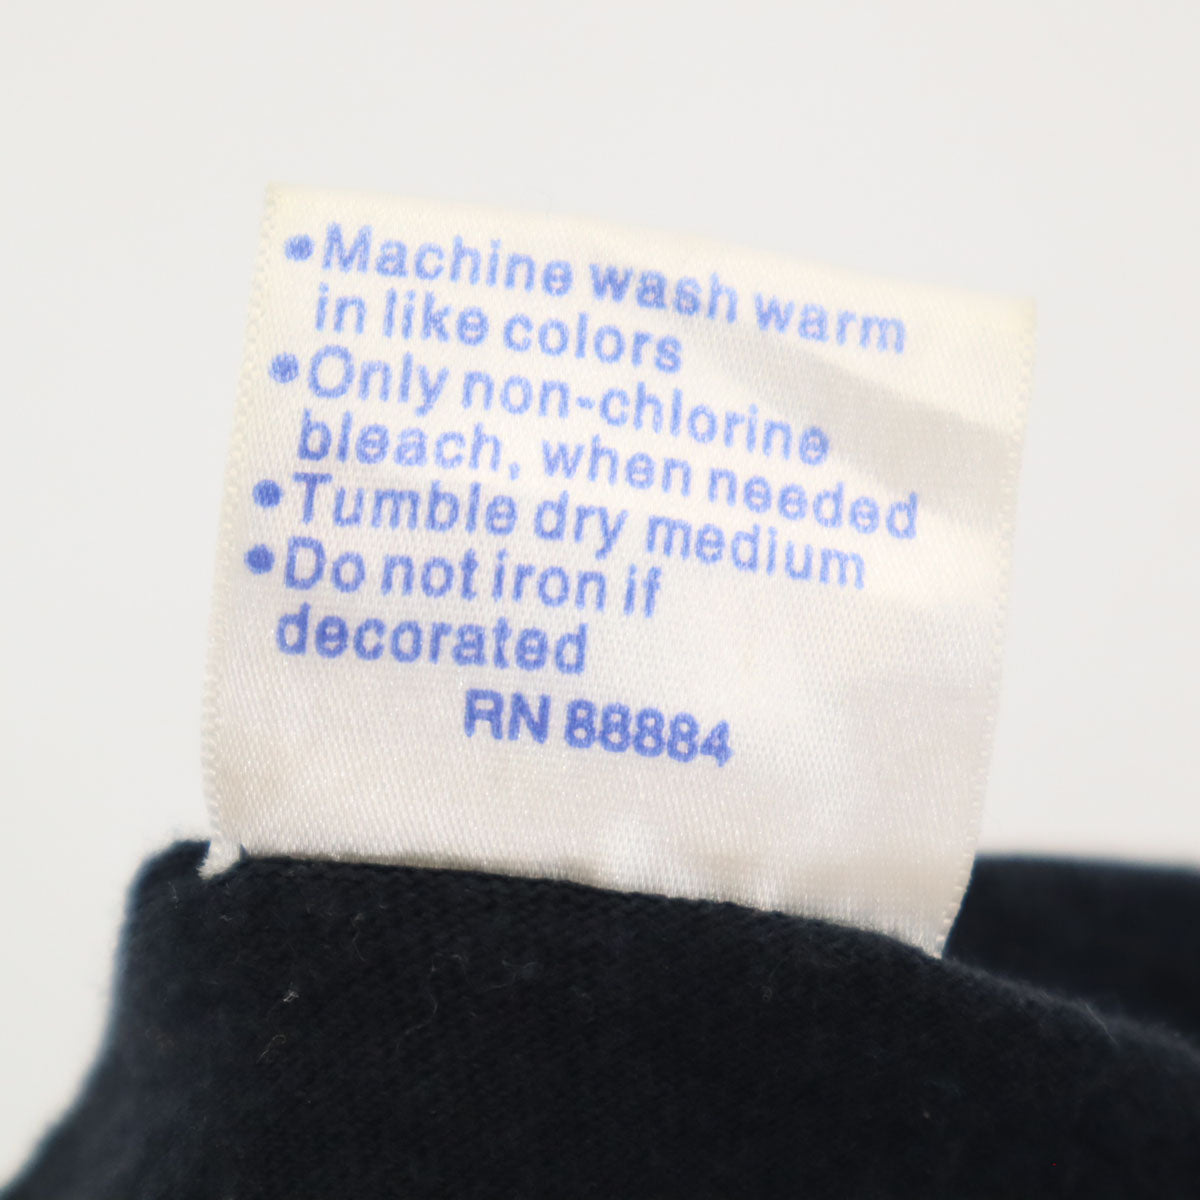 •Machine wash warm
in like colors
•Only non-chlorine
bleach, when needed
•Tumble dry medium
•Do not iron if
decorated
RN 88884